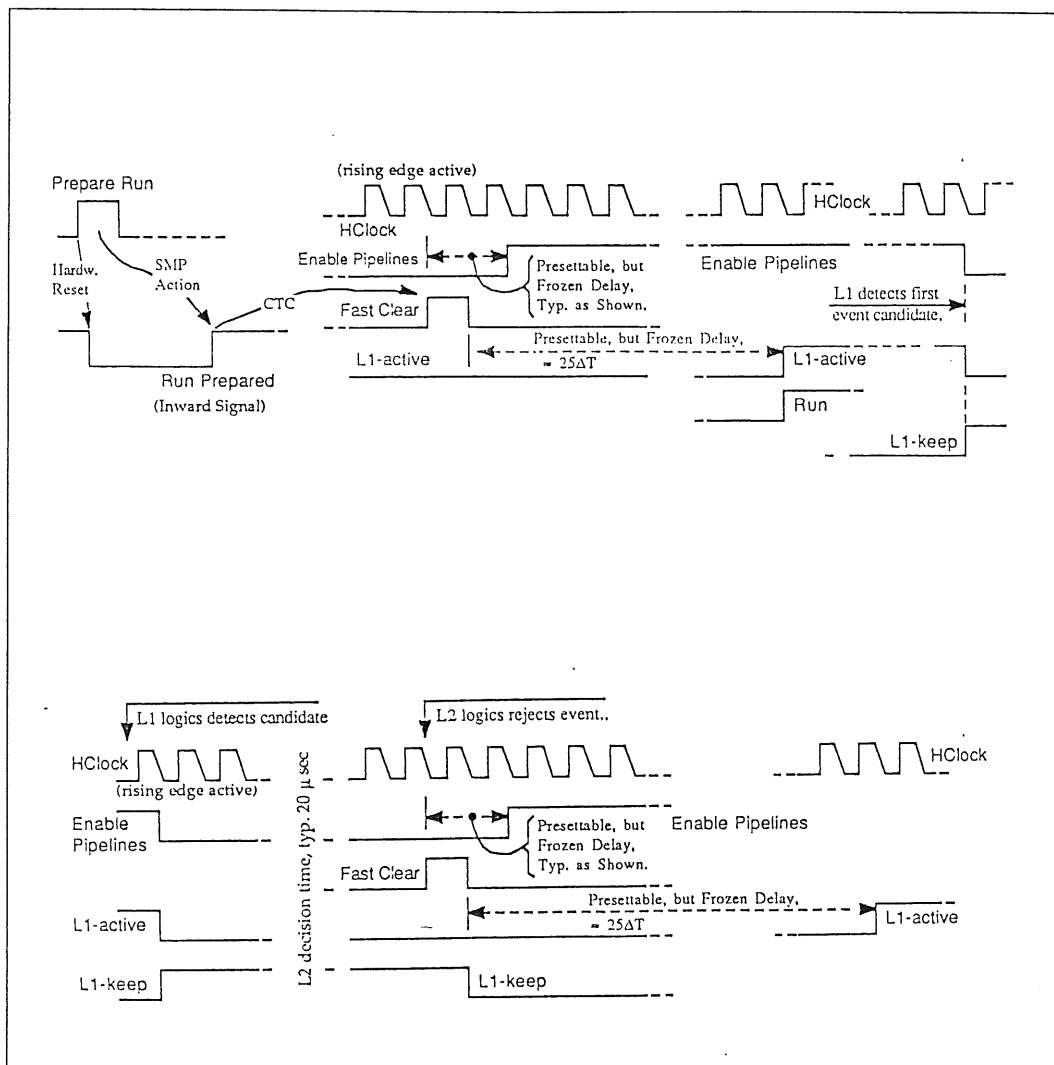 (rising edge active)
Prepare Run
HClock
HClock
Hardw.
Reset
SMP
Action
CTC
Enable Pipelines
Presettable, but
Frozen Delay,
Typ. as Shown.
Enable Pipelines
Fast Clear
L1 detects first
event candidate.
Presettable, but Frozen Delay,
≈ 25ΔT
L1-active
L1-active
Run Prepared
(Inward Signal)
Run
L1-keep
L1 logics detects candidate
L2 logics rejects event..
HClock
(rising edge active)
HClock
L2 decision time, typ. 20 μ sec
Enable
Pipelines
Presettable, but
Frozen Delay,
Typ. as Shown.
Enable Pipelines
Fast Clear
Presettable, but Frozen Delay,
≈ 25ΔT
L1-active
L1-active
L1-keep
L1-keep